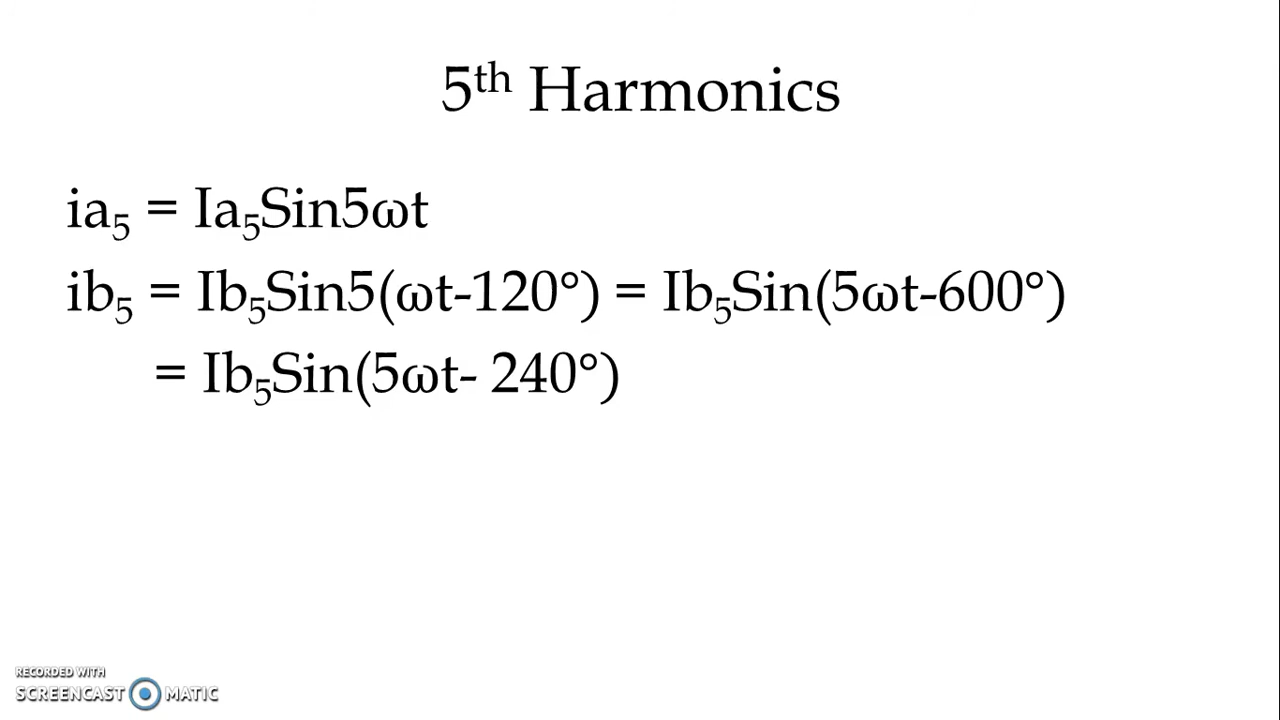 5th Harmonics
ia₅ = Ia₅Sin5ωt
ib₅ = Ib₅Sin5(ωt-120°) = Ib₅Sin(5ωt-600°)
= Ib₅Sin(5ωt- 240°)
RECORDED WITH
SCREENCAST MATIC